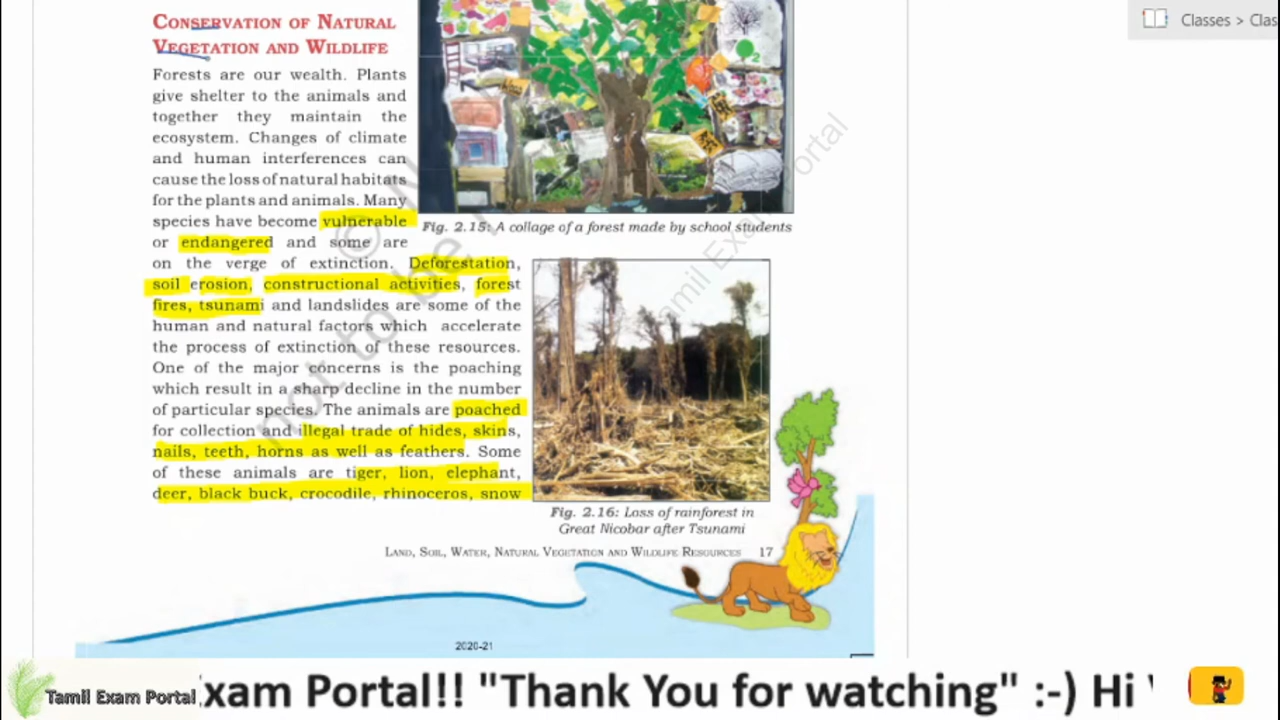 Classes > Clas
CONSERVATION OF NATURAL
VEGETATION AND WILDLIFE
Forests are our wealth. Plants
give shelter to the animals and
together they maintain the
ecosystem. Changes of climate
and human interferences can
cause the loss of natural habitats
for the plants and animals. Many
species have become vulnerable
or endangered and some are
on the verge of extinction. Deforestation,
soil erosion, constructional activities, forest
fires, tsunami and landslides are some of the
human and natural factors which accelerate
the process of extinction of these resources.
One of the major concerns is the poaching
which result in a sharp decline in the number
of particular species. The animals are poached
for collection and illegal trade of hides, skins,
nails, teeth, horns as well as feathers. Some
of these animals are tiger, lion, elephant,
deer, black buck, crocodile, rhinoceros, snow
Fig. 2.15: A collage of a forest made by school students
Fig. 2.16: Loss of rainforest in
Great Nicobar after Tsunami
LAND, SOIL, WATER, NATURAL VEGETATION AND WILDLIFE RESOURCES 17
2020-21
© N
not to be
Tamil Exam Portal
Tamil Exam Portal
Exam Portal!! "Thank You for watching" :-) Hi